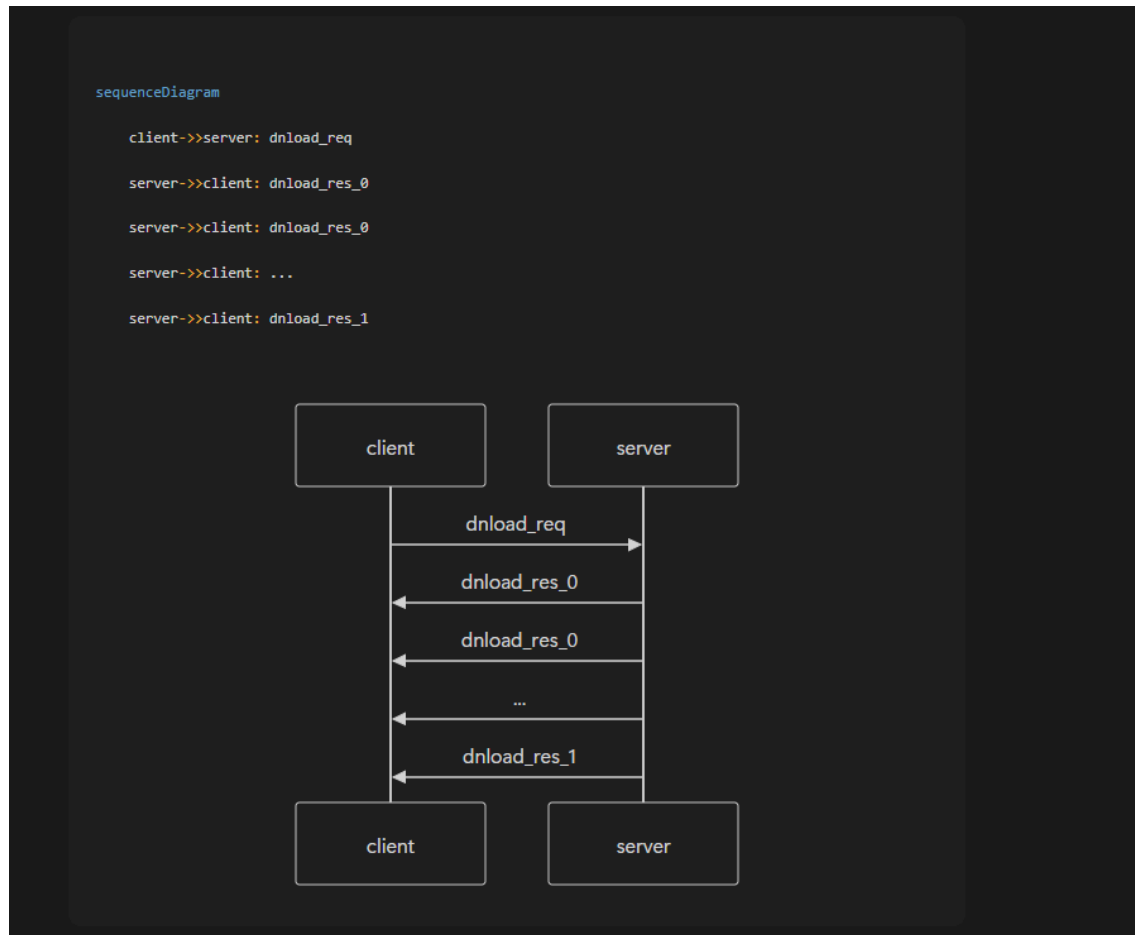 sequenceDiagram
client->>server: dnload_req
server->>client: dnload_res_0
server->>client: dnload_res_0
server->>client: ...
server->>client: dnload_res_1
client server
dnload_req
dnload_res_0
dnload_res_0
...
dnload_res_1
client server